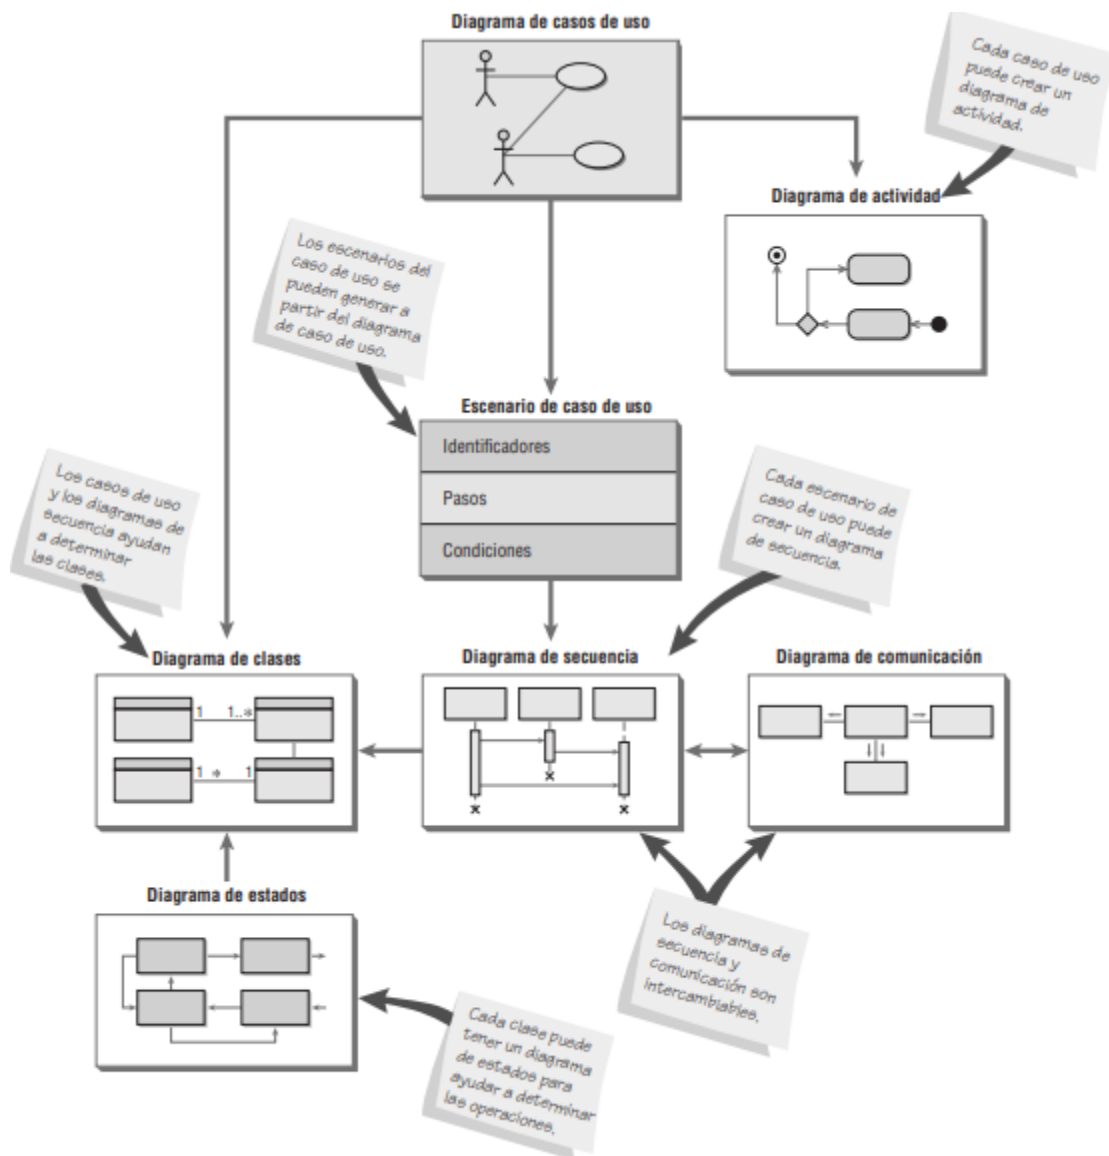 Diagrama de casos de uso
Cada caso de uso
puede crear un
diagrama de
actividad.
Diagrama de actividad
Los escenarios del
caso de uso se
pueden generar a
partir del diagrama
de caso de uso.
Escenario de caso de uso
Identificadores
Pasos
Condiciones
Los casos de uso
y los diagramas de
secuencia ayudan
a determinar
las clases.
Cada escenario de
caso de uso puede
crear un diagrama
de secuencia.
Diagrama de clases
1 1..*
1 * 1
Diagrama de secuencia
Diagrama de comunicación
Diagrama de estados
Los diagramas de
secuencia y
comunicación son
intercambiables.
Cada clase puede
tener un diagrama
de estados para
ayudar a determinar
las operaciones.